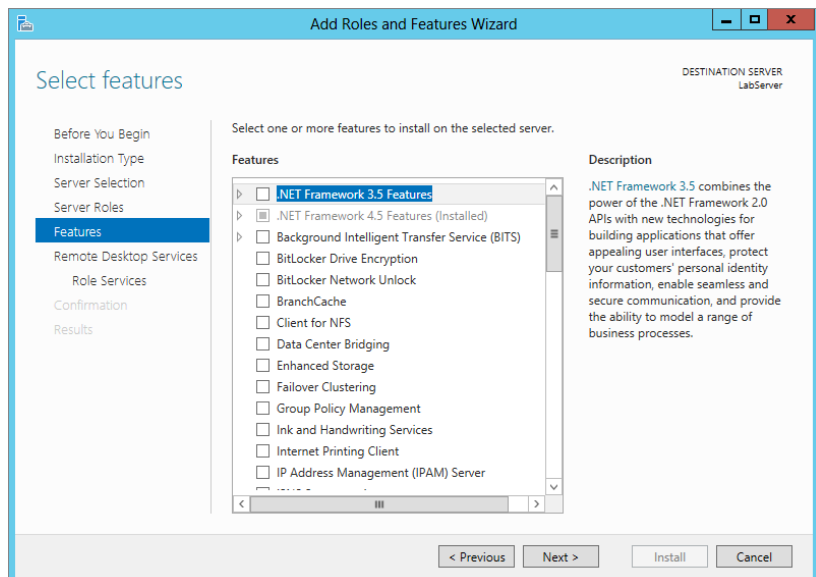 Add Roles and Features Wizard
Select features
DESTINATION SERVER
LabServer
Before You Begin
Installation Type
Server Selection
Server Roles
Features
Remote Desktop Services
Role Services
Confirmation
Results
Select one or more features to install on the selected server.
Features
.NET Framework 3.5 Features
.NET Framework 4.5 Features (Installed)
Background Intelligent Transfer Service (BITS)
BitLocker Drive Encryption
BitLocker Network Unlock
BranchCache
Client for NFS
Data Center Bridging
Enhanced Storage
Failover Clustering
Group Policy Management
Ink and Handwriting Services
Internet Printing Client
IP Address Management (IPAM) Server
Description
.NET Framework 3.5 combines the
power of the .NET Framework 2.0
APIs with new technologies for
building applications that offer
appealing user interfaces, protect
your customers' personal identity
information, enable seamless and
secure communication, and provide
the ability to model a range of
business processes.
< Previous
Next >
Install
Cancel